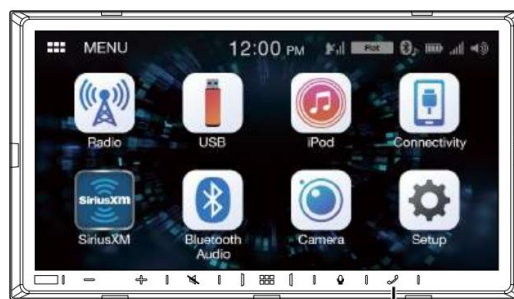 MENU 12:00 PM Flat
Radio USB iPod Connectivity
SiriusXM
SiriusXM Bluetooth Audio Camera Setup